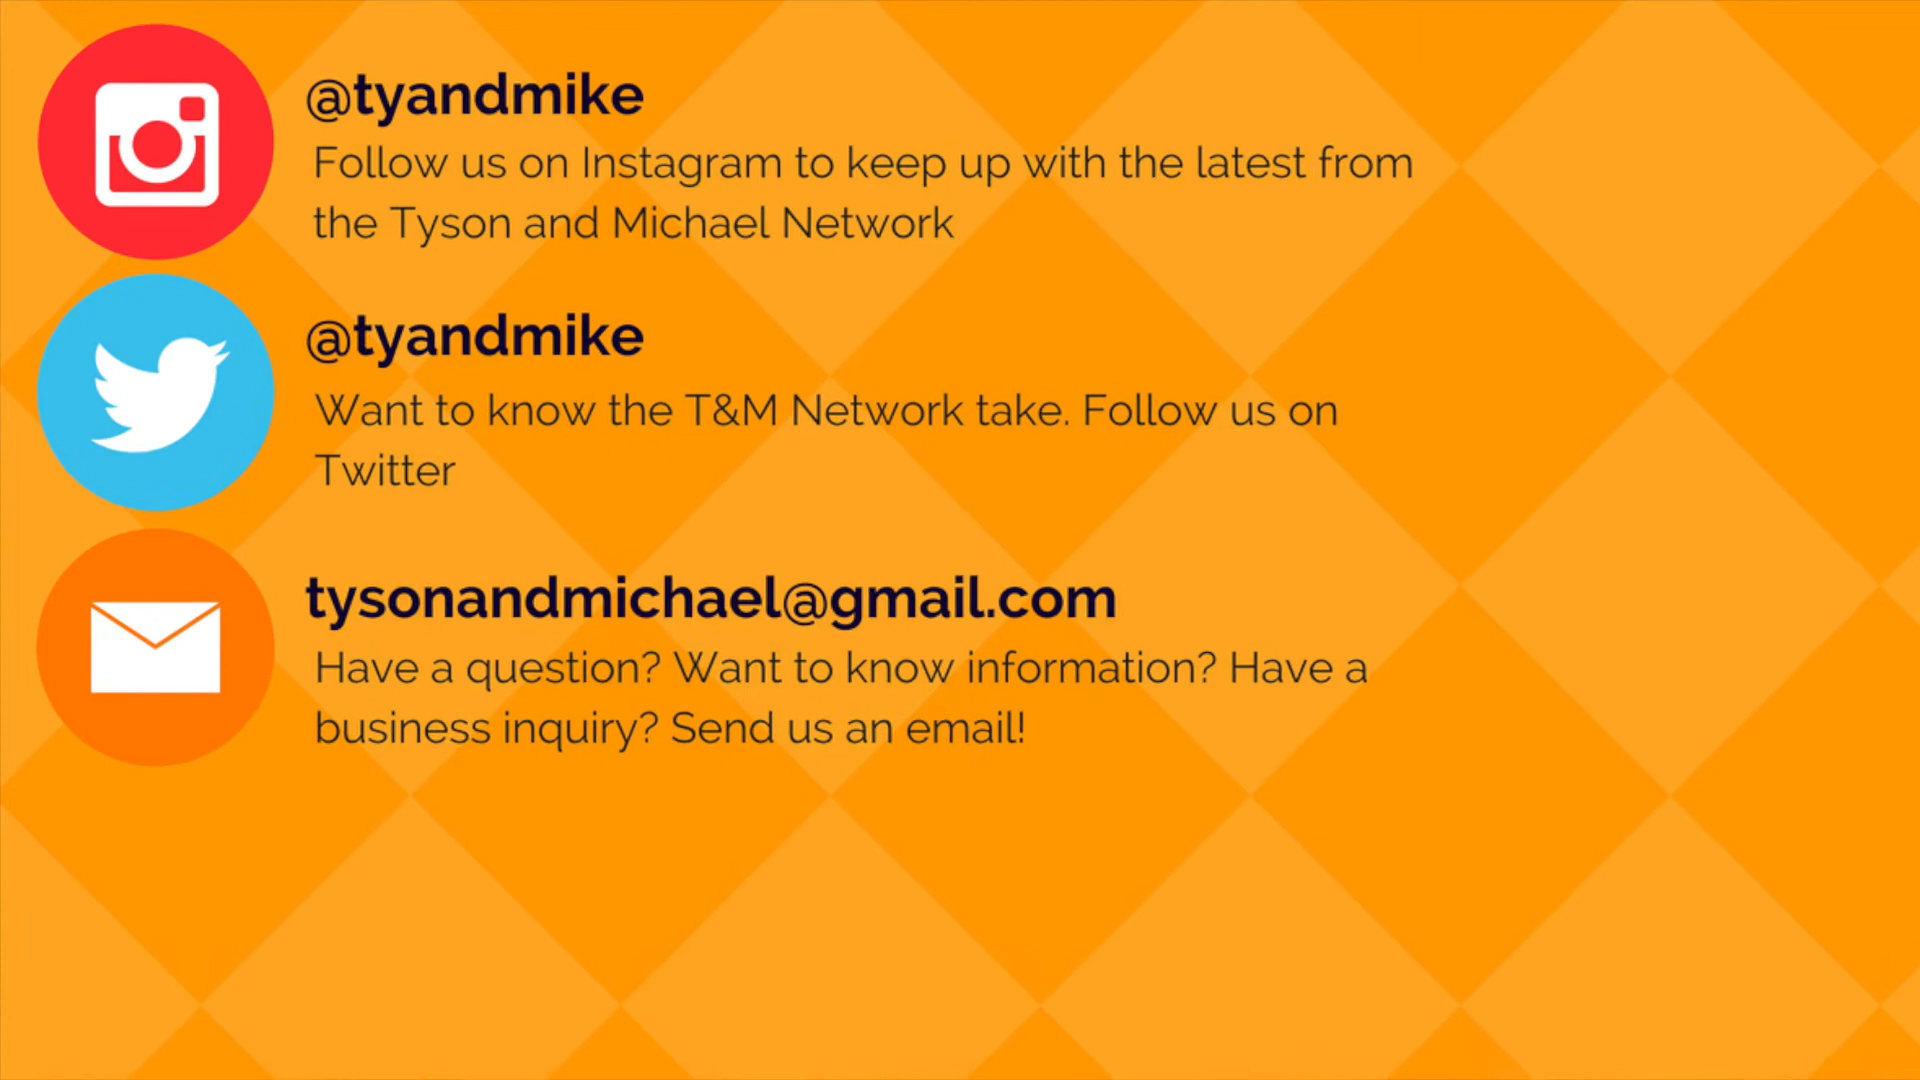 @tyandmike
Follow us on Instagram to keep up with the latest from
the Tyson and Michael Network
@tyandmike
Want to know the T&M Network take. Follow us on
Twitter
tysonandmichael@gmail.com
Have a question? Want to know information? Have a
business inquiry? Send us an email!